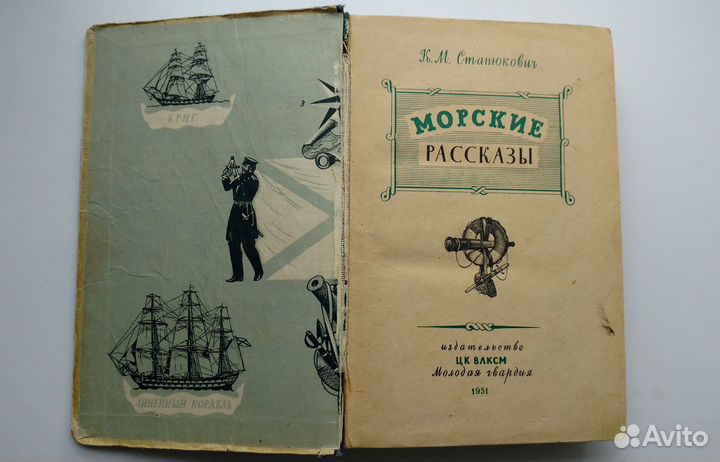 БРИГ
З
ЛИНЕЙНЫЙ КОРАБЛЬ
К. М. Станюкович
МОРСКИЕ
РАССКАЗЫ
издательство
ЦК ВЛКСМ
Молодая гвардия
1951
Avito